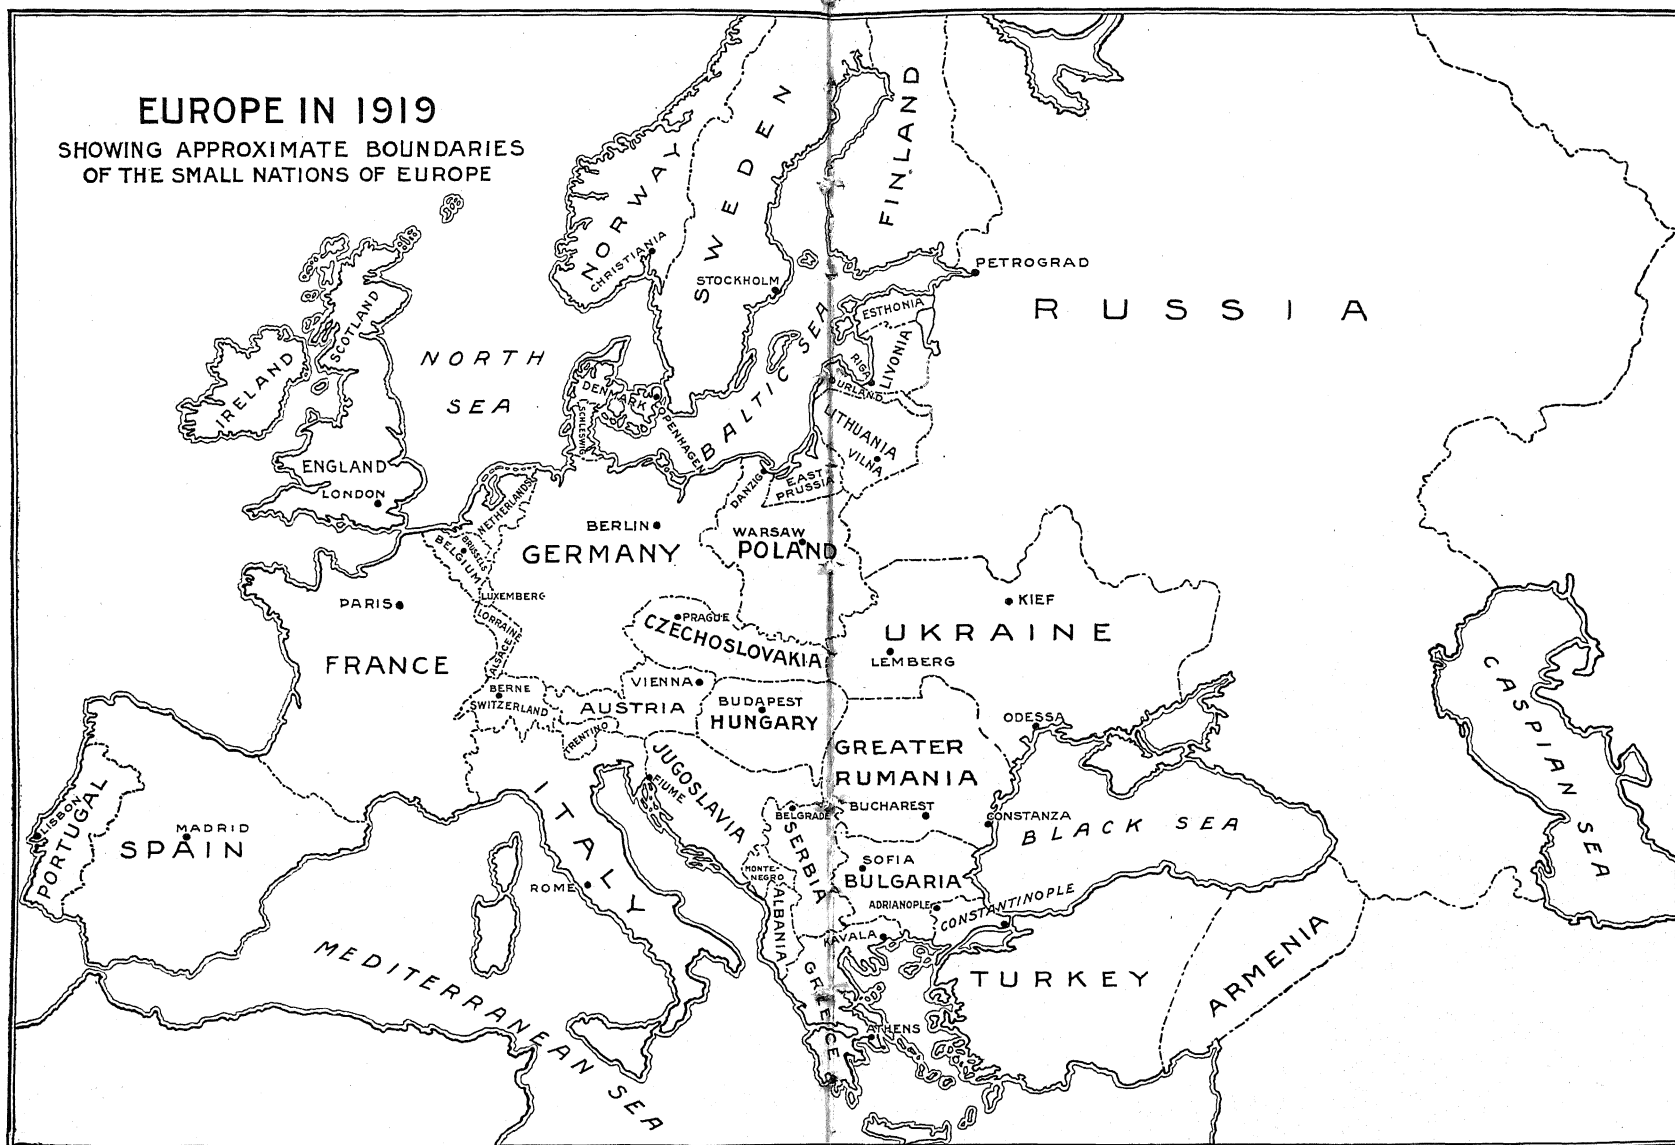 EUROPE IN 1919
SHOWING APPROXIMATE BOUNDARIES
OF THE SMALL NATIONS OF EUROPE
NORWAY
CHRISTIANIA
SWEDEN
STOCKHOLM
FINLAND
PETROGRAD
RUSSIA
ESTHONIA
LIVONIA
RIGA
URLAND
LITHUANIA
VILNA
BALTIC SEA
SCOTLAND
IRELAND
NORTH
SEA
DENMARK
COPENHAGEN
SCHLESWIG
ENGLAND
LONDON
NETHERLANDS
BRUSSELS
BELGIUM
LUXEMBERG
LORRAINE
ALSACE
BERLIN
GERMANY
DANZIG
EAST
PRUSSIA
WARSAW
POLAND
KIEF
UKRAINE
LEMBERG
PARIS
FRANCE
PRAGUE
CZECHOSLOVAKIA
BERNE
SWITZERLAND
VIENNA
AUSTRIA
TRENTINO
BUDAPEST
HUNGARY
ODESSA
GREATER
RUMANIA
BUCHAREST
CONSTANZA
BLACK SEA
CASPIAN SEA
JUGOSLAVIA
FIUME
BELGRADE
SERBIA
MONTE-
NEGRO
ALBANIA
SOFIA
BULGARIA
ADRIANOPLE
CONSTANTINOPLE
KAVALA
GREECE
ATHENS
TURKEY
ARMENIA
ITALY
ROME
LISBON
PORTUGAL
MADRID
SPAIN
MEDITERRANEAN SEA